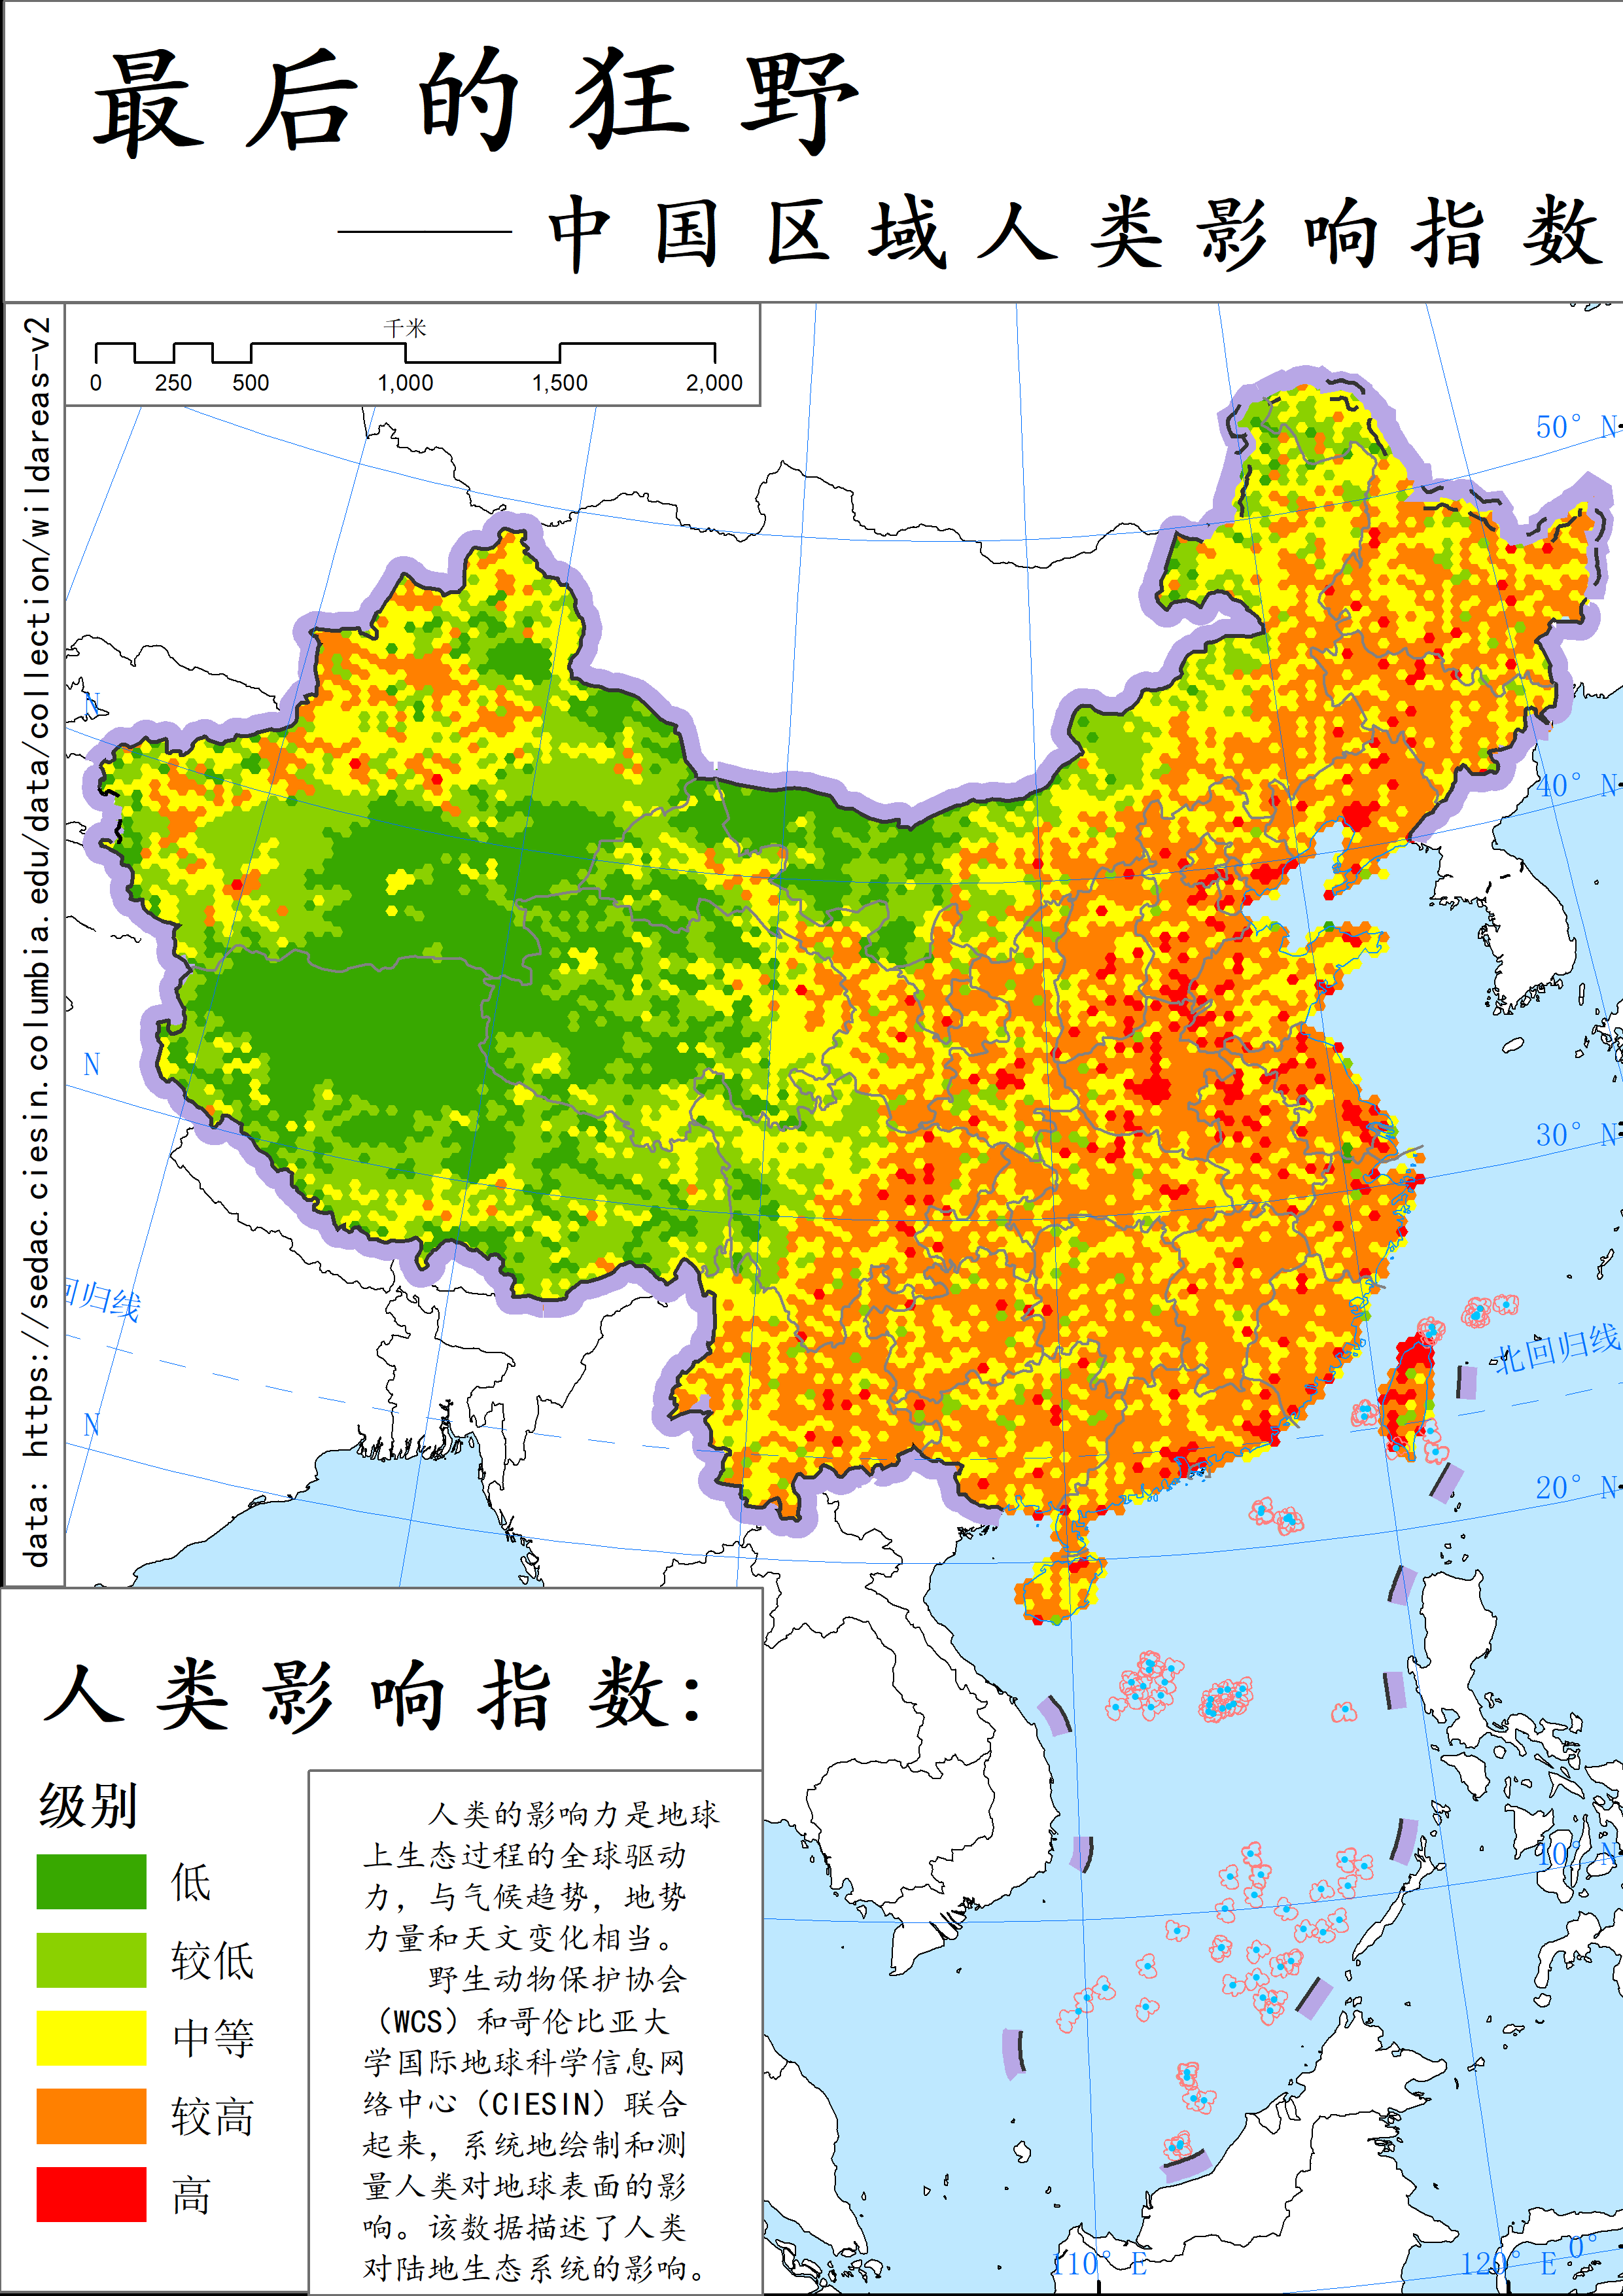 最后的狂野
——中国区域人类影响指数
data: https://sedac.ciesin.columbia.edu/data/collection/wildareas-v2
千米
0 250 500 1,000 1,500 2,000
50° N
40° N
30° N
20° N
10° N
0°
N
N
N
回归线
北回归线
110° E
120° E
人类影响指数:
级别
低
较低
中等
较高
高
人类的影响力是地球
上生态过程的全球驱动
力，与气候趋势，地势
力量和天文变化相当。
野生动物保护协会
（WCS）和哥伦比亚大
学国际地球科学信息网
络中心（CIESIN）联合
起来，系统地绘制和测
量人类对地球表面的影
响。该数据描述了人类
对陆地生态系统的影响。